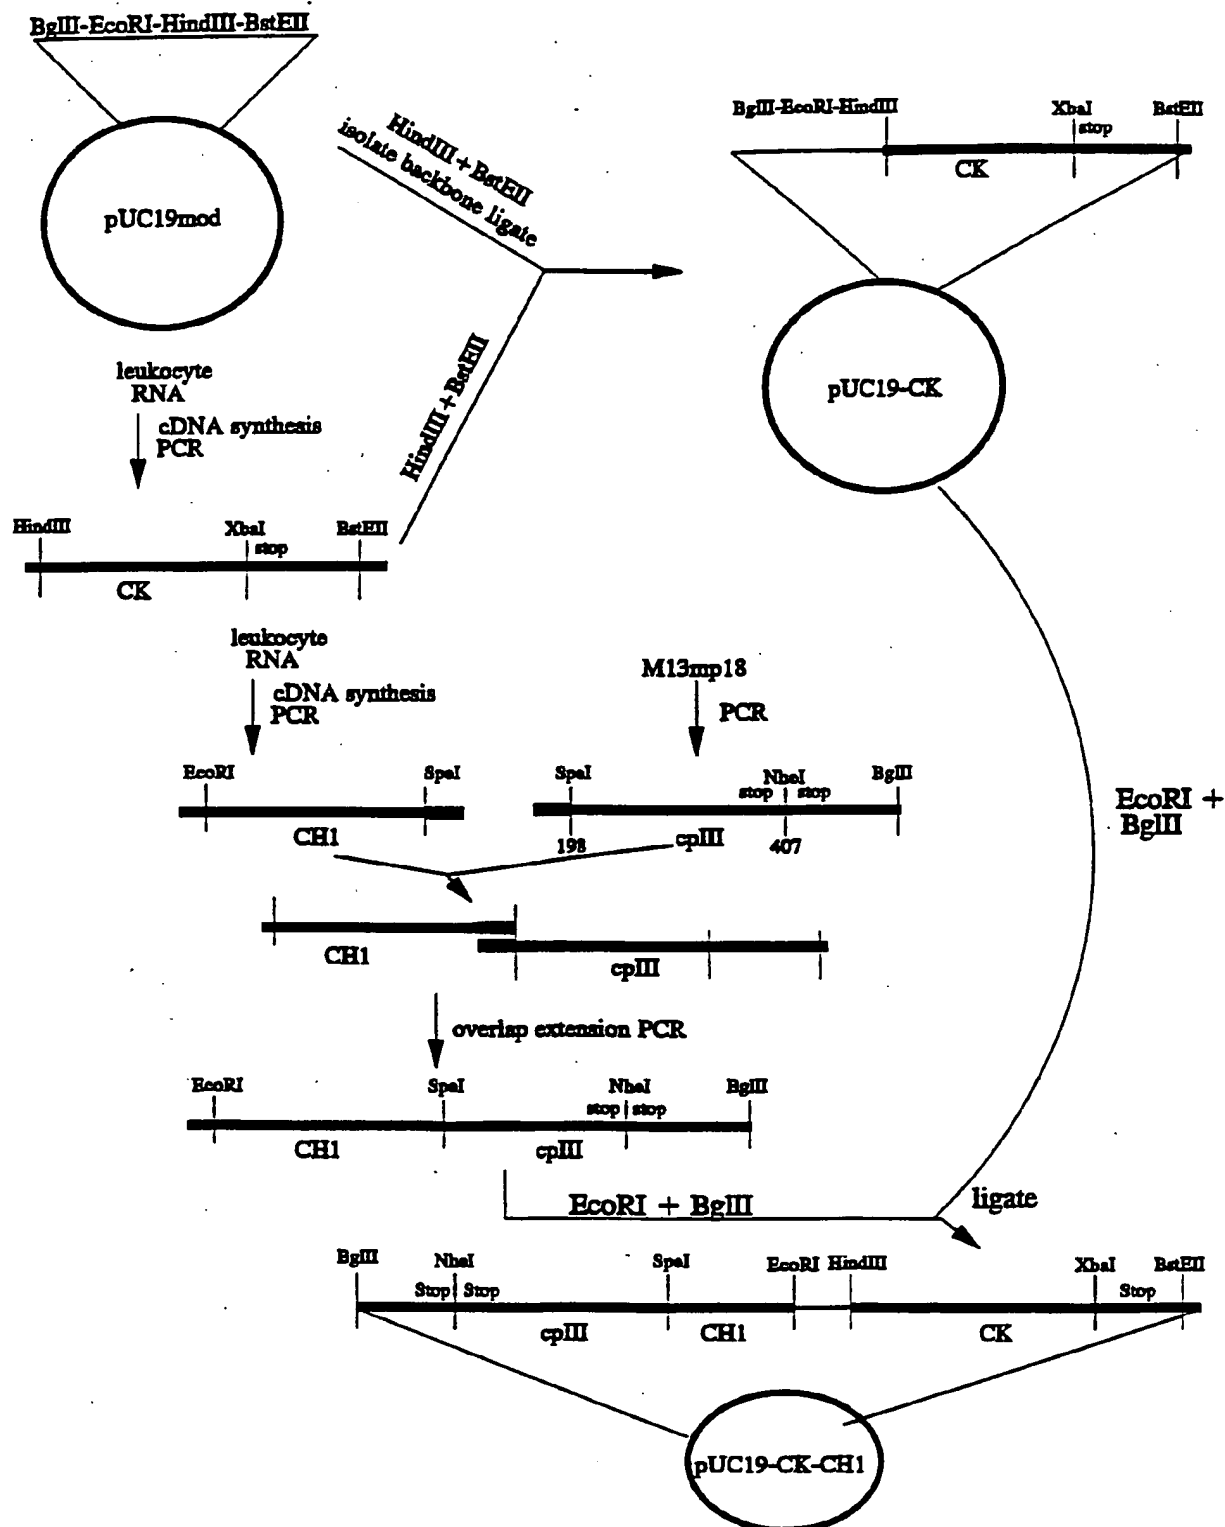 BglII-EcoRI-HindIII-BstEII
pUC19mod
HindIII+BstEII
isolate backbone ligate
BglII-EcoRI-HindIII
XbaI
BstEII
stop
CK
pUC19-CK
leukocyte
RNA
cDNA synthesis
PCR
HindIII+BstEII
HindIII
XbaI
BstEII
stop
CK
leukocyte
RNA
cDNA synthesis
PCR
M13mp18
PCR
EcoRI
SpeI
CH1
SpeI
NheI
BglII
stop
stop
198
cpIII
407
EcoRI +
BglII
CH1
cpIII
overlap extension PCR
EcoRI
SpeI
NheI
BglII
stop
stop
CH1
cpIII
EcoRI + BglII
ligate
BglII
NheI
SpeI
EcoRI
HindIII
XbaI
BstEII
Stop
Stop
Stop
cpIII
CH1
CK
pUC19-CK-CH1